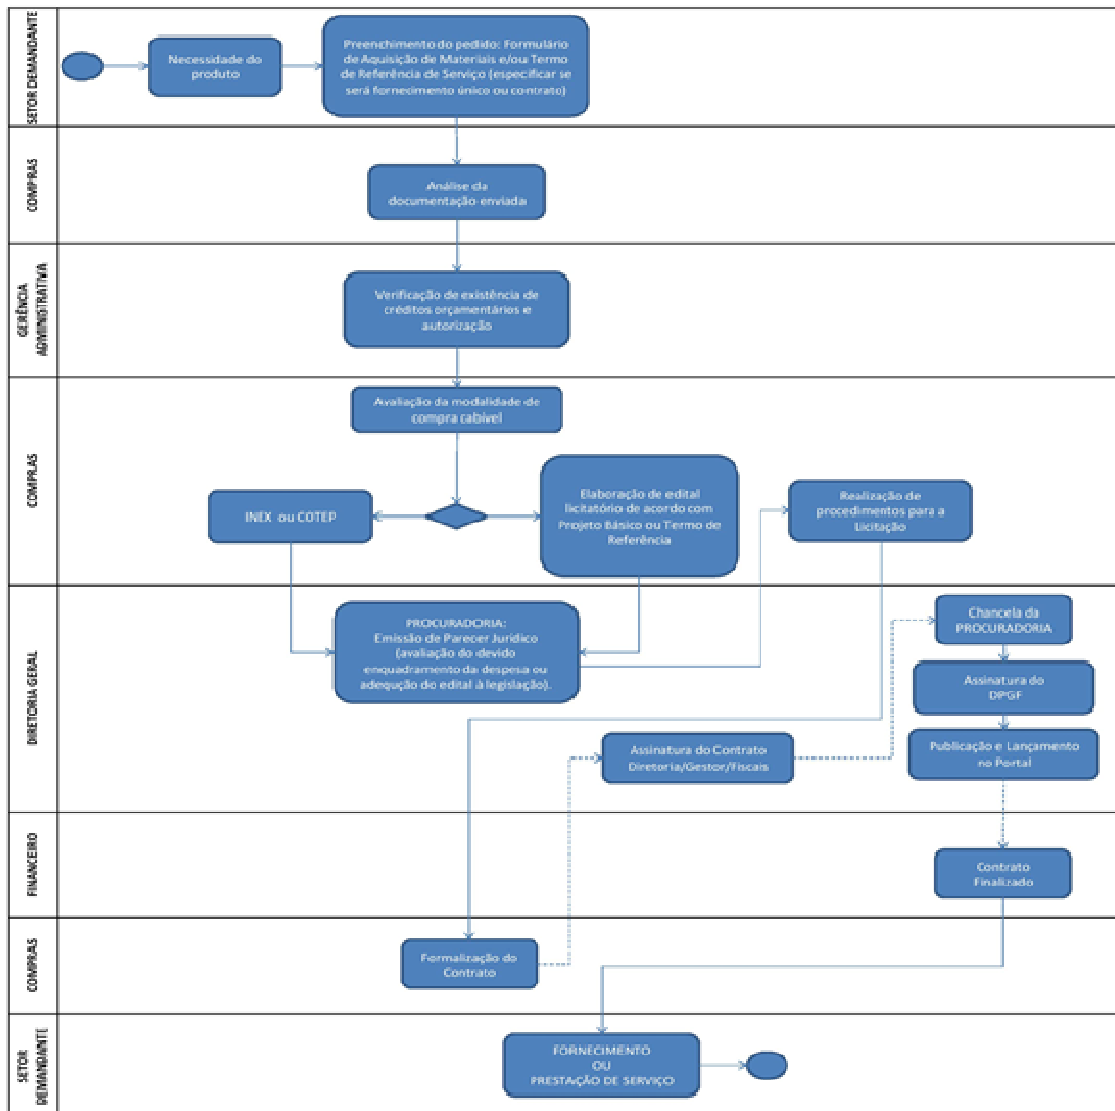 SETOR DEMANDANTE
Necessidade do
produto
Preenchimento do pedido: Formulário
de Aquisição de Materiais e/ou Termo
de Referência de Serviço (especificar se
será fornecimento único ou contrato)
COMPRAS
Análise da
documentação enviada
GERÊNCIA
ADMINISTRATIVA
Verificação de existência de
créditos orçamentários e
autorização
COMPRAS
Avaliação da modalidade de
compra cabível
INEX ou COTEP
Elaboração de edital
licitatório de acordo com
Projeto Básico ou Termo de
Referência
Realização de
procedimentos para a
Licitação
DIRETORIA GERAL
PROCURADORIA:
Emissão de Parecer Jurídico
(avaliação do devido
enquadramento da despesa ou
adequção do edital à legislação).
Chancela da
PROCURADORIA
Assinatura do
DPGF
Assinatura do Contrato
Diretoria/Gestor/Fiscais
Publicação e Lançamento
no Portal
FINANCEIRO
Contrato
Finalizado
COMPRAS
Formalização do
Contrato
SETOR
DEMANDANTE
FORNECIMENTO
OU
PRESTAÇÃO DE SERVIÇO